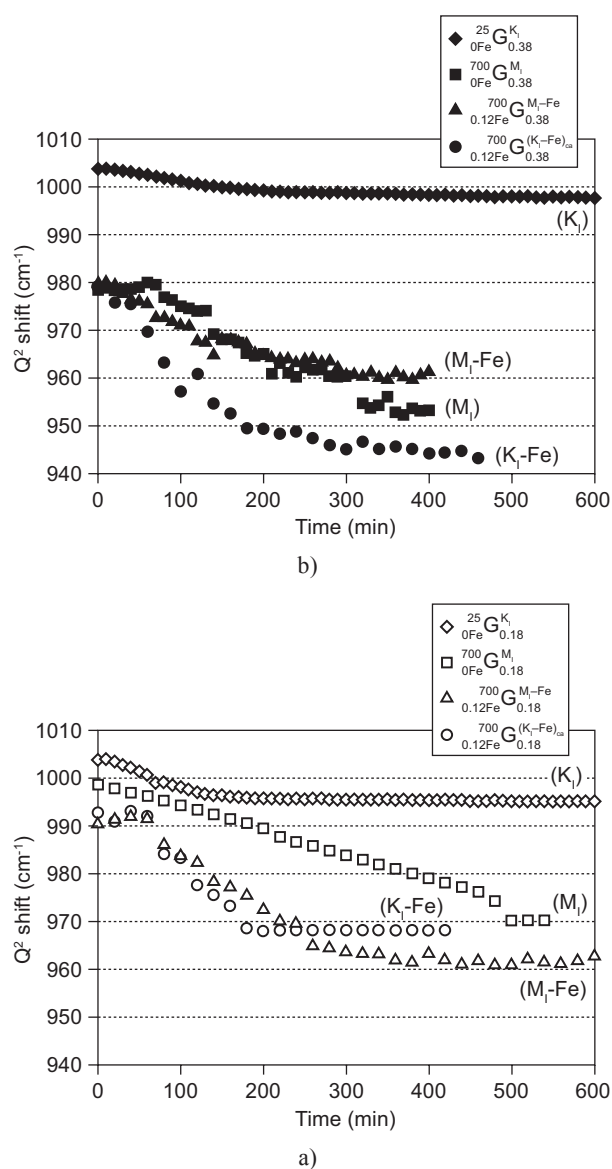 25 G K_I 0Fe 0.38
700 G M_I 0Fe 0.38
700 G M_I-Fe 0.12Fe 0.38
700 G (K_I-Fe)ca 0.12Fe 0.38
1010
1000
990
980
970
960
950
940
Q² shift (cm⁻¹)
(K_I)
(M_I-Fe)
(M_I)
(K_I-Fe)
0 100 200 300 400 500 600
Time (min)
b)
25 G K_I 0Fe 0.18
700 G M_I 0Fe 0.18
700 G M_I-Fe 0.12Fe 0.18
700 G (K_I-Fe)ca 0.12Fe 0.18
1010
1000
990
980
970
960
950
940
Q² shift (cm⁻¹)
(K_I)
(K_I-Fe)
(M_I)
(M_I-Fe)
0 100 200 300 400 500 600
Time (min)
a)